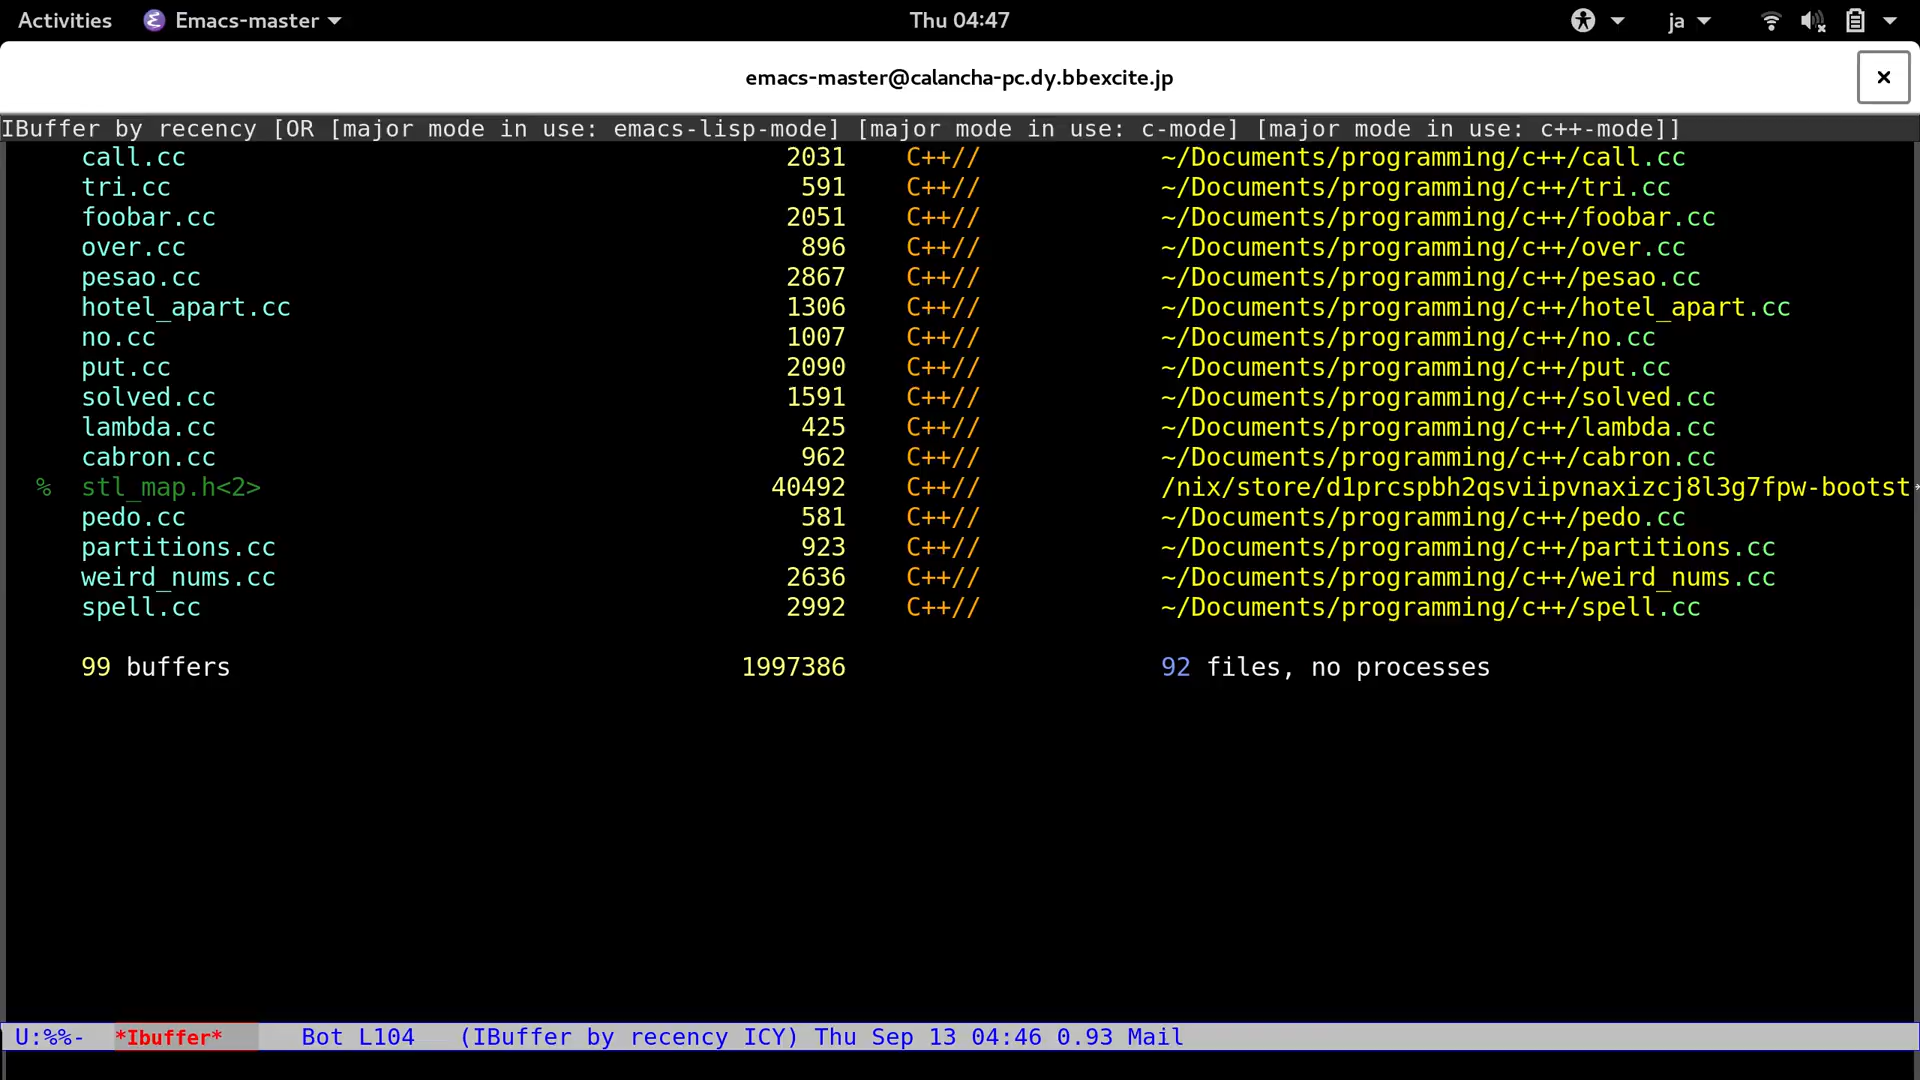 Activities Emacs-master Thu 04:47 ja
emacs-master@calancha-pc.dy.bbexcite.jp
IBuffer by recency [OR [major mode in use: emacs-lisp-mode] [major mode in use: c-mode] [major mode in use: c++-mode]]
call.cc 2031 C++// ~/Documents/programming/c++/call.cc
tri.cc 591 C++// ~/Documents/programming/c++/tri.cc
foobar.cc 2051 C++// ~/Documents/programming/c++/foobar.cc
over.cc 896 C++// ~/Documents/programming/c++/over.cc
pesao.cc 2867 C++// ~/Documents/programming/c++/pesao.cc
hotel_apart.cc 1306 C++// ~/Documents/programming/c++/hotel_apart.cc
no.cc 1007 C++// ~/Documents/programming/c++/no.cc
put.cc 2090 C++// ~/Documents/programming/c++/put.cc
solved.cc 1591 C++// ~/Documents/programming/c++/solved.cc
lambda.cc 425 C++// ~/Documents/programming/c++/lambda.cc
cabron.cc 962 C++// ~/Documents/programming/c++/cabron.cc
% stl_map.h<2> 40492 C++// /nix/store/d1prcspbh2qsviipvnaxizcj8l3g7fpw-bootst
pedo.cc 581 C++// ~/Documents/programming/c++/pedo.cc
partitions.cc 923 C++// ~/Documents/programming/c++/partitions.cc
weird_nums.cc 2636 C++// ~/Documents/programming/c++/weird_nums.cc
spell.cc 2992 C++// ~/Documents/programming/c++/spell.cc
99 buffers 1997386 92 files, no processes
U:%%- *Ibuffer* Bot L104 (IBuffer by recency ICY) Thu Sep 13 04:46 0.93 Mail